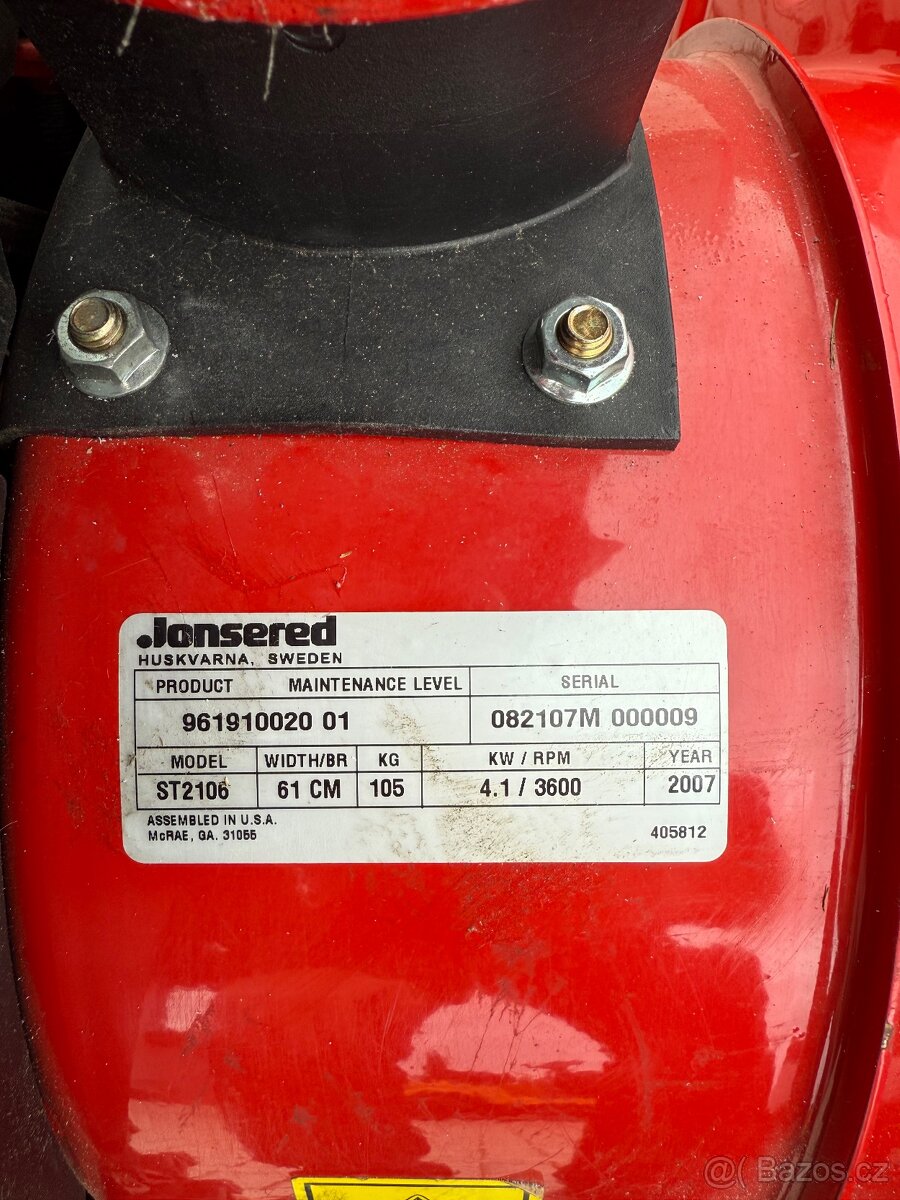 Jonsered
HUSKVARNA, SWEDEN
PRODUCT MAINTENANCE LEVEL SERIAL
961910020 01 082107M 000009
MODEL WIDTH/BR KG KW / RPM YEAR
ST2106 61 CM 105 4.1 / 3600 2007
ASSEMBLED IN U.S.A.
McRAE, GA. 31055 405812
@( Bazos.cz